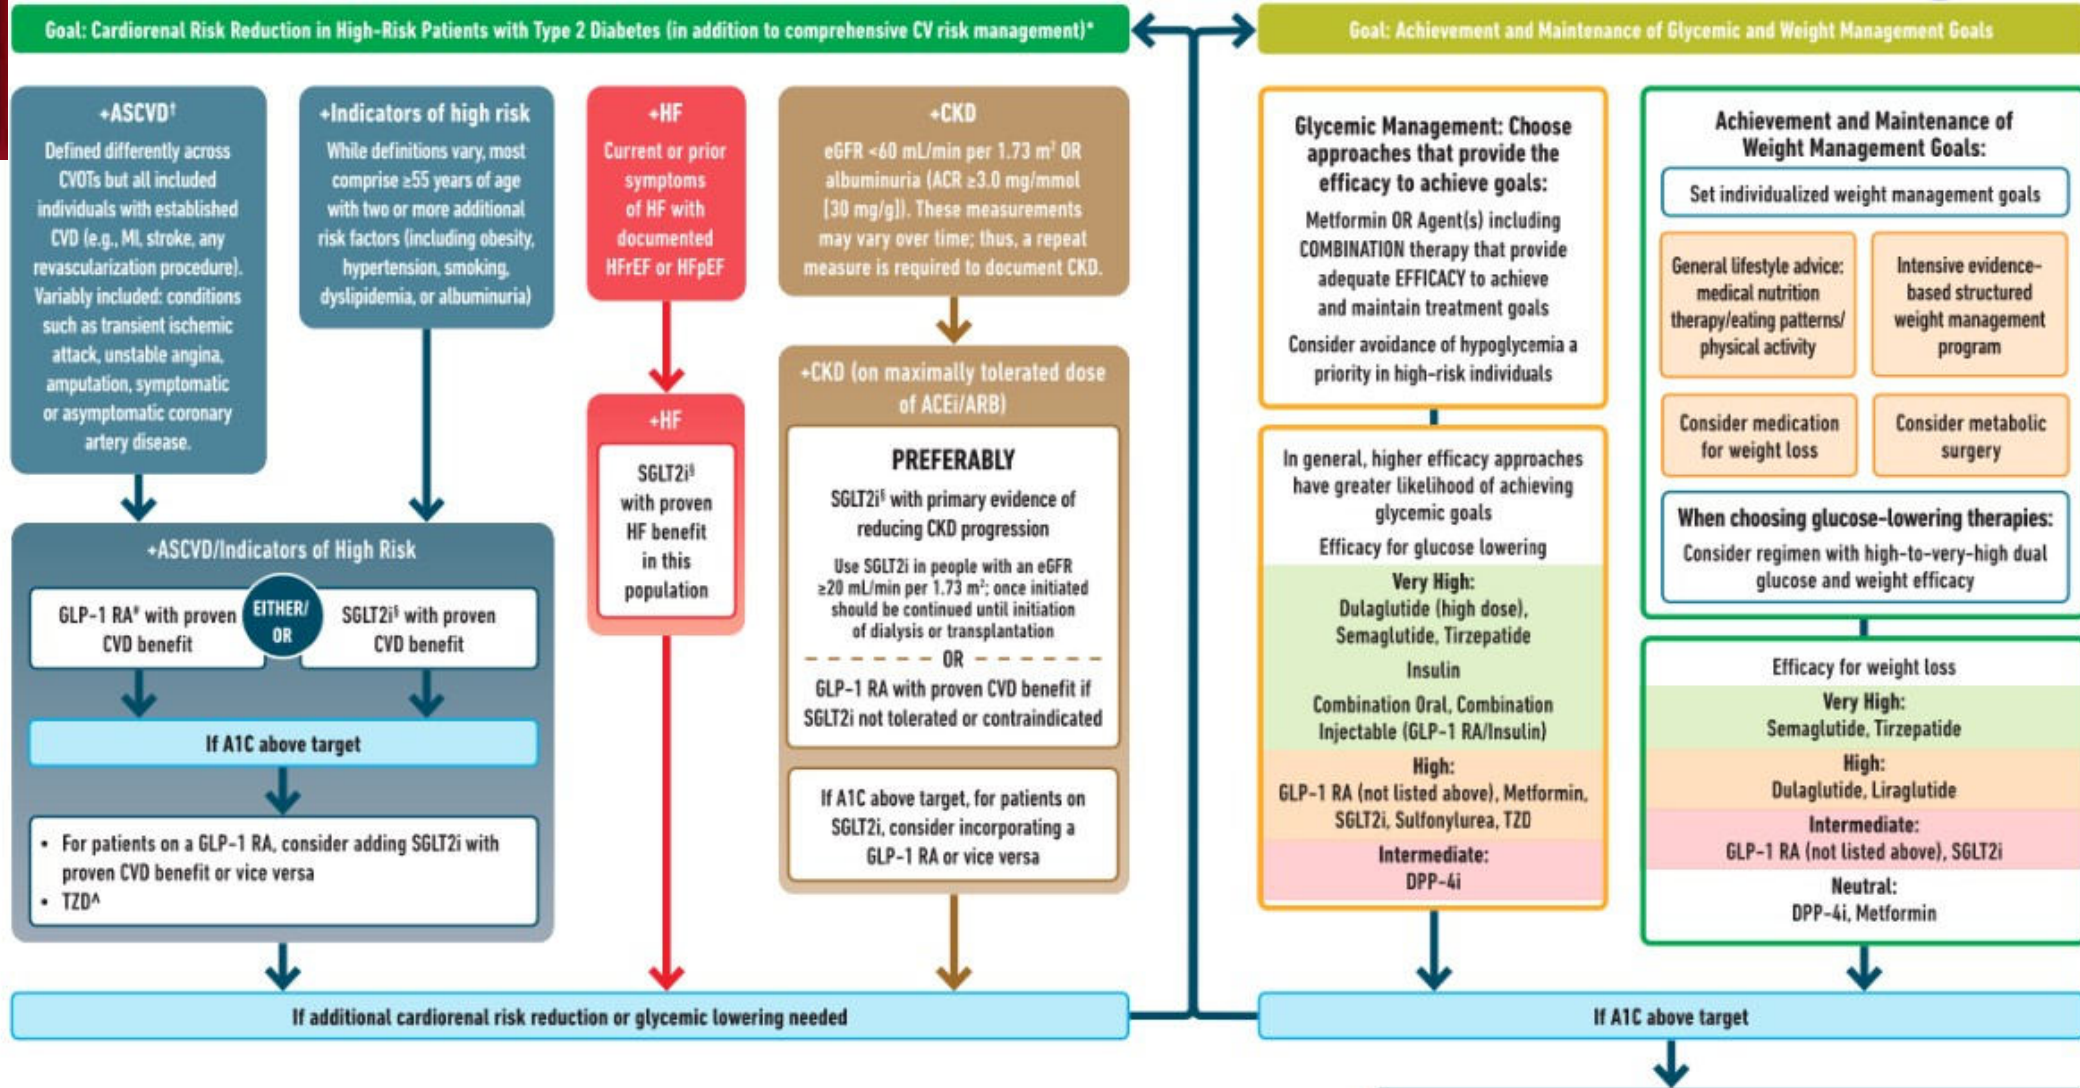 Goal: Cardiorenal Risk Reduction in High-Risk Patients with Type 2 Diabetes (in addition to comprehensive CV risk management)*
+ASCVD†
Defined differently across
CVOTs but all included
individuals with established
CVD (e.g., MI, stroke, any
revascularization procedure).
Variably included: conditions
such as transient ischemic
attack, unstable angina,
amputation, symptomatic
or asymptomatic coronary
artery disease.
+Indicators of high risk
While definitions vary, most
comprise ≥55 years of age
with two or more additional
risk factors (including obesity,
hypertension, smoking,
dyslipidemia, or albuminuria)
+ASCVD/Indicators of High Risk
GLP-1 RA# with proven
CVD benefit
EITHER/
OR
SGLT2i§ with proven
CVD benefit
If A1C above target
• For patients on a GLP-1 RA, consider adding SGLT2i with
proven CVD benefit or vice versa
• TZD^
+HF
Current or prior
symptoms
of HF with
documented
HFrEF or HFpEF
+HF
SGLT2i§
with proven
HF benefit
in this
population
+CKD
eGFR <60 mL/min per 1.73 m² OR
albuminuria (ACR ≥3.0 mg/mmol
[30 mg/g]). These measurements
may vary over time; thus, a repeat
measure is required to document CKD.
+CKD (on maximally tolerated dose
of ACEi/ARB)
PREFERABLY
SGLT2i§ with primary evidence of
reducing CKD progression
Use SGLT2i in people with an eGFR
≥20 mL/min per 1.73 m²; once initiated
should be continued until initiation
of dialysis or transplantation
OR
GLP-1 RA with proven CVD benefit if
SGLT2i not tolerated or contraindicated
If A1C above target, for patients on
SGLT2i, consider incorporating a
GLP-1 RA or vice versa
If additional cardiorenal risk reduction or glycemic lowering needed
Goal: Achievement and Maintenance of Glycemic and Weight Management Goals
Glycemic Management: Choose
approaches that provide the
efficacy to achieve goals:
Metformin OR Agent(s) including
COMBINATION therapy that provide
adequate EFFICACY to achieve
and maintain treatment goals
Consider avoidance of hypoglycemia a
priority in high-risk individuals
In general, higher efficacy approaches
have greater likelihood of achieving
glycemic goals
Efficacy for glucose lowering
Very High:
Dulaglutide (high dose),
Semaglutide, Tirzepatide
Insulin
Combination Oral, Combination
Injectable (GLP-1 RA/Insulin)
High:
GLP-1 RA (not listed above), Metformin,
SGLT2i, Sulfonylurea, TZD
Intermediate:
DPP-4i
Achievement and Maintenance of
Weight Management Goals:
Set individualized weight management goals
General lifestyle advice:
medical nutrition
therapy/eating patterns/
physical activity
Intensive evidence-
based structured
weight management
program
Consider medication
for weight loss
Consider metabolic
surgery
When choosing glucose-lowering therapies:
Consider regimen with high-to-very-high dual
glucose and weight efficacy
Efficacy for weight loss
Very High:
Semaglutide, Tirzepatide
High:
Dulaglutide, Liraglutide
Intermediate:
GLP-1 RA (not listed above), SGLT2i
Neutral:
DPP-4i, Metformin
If A1C above target